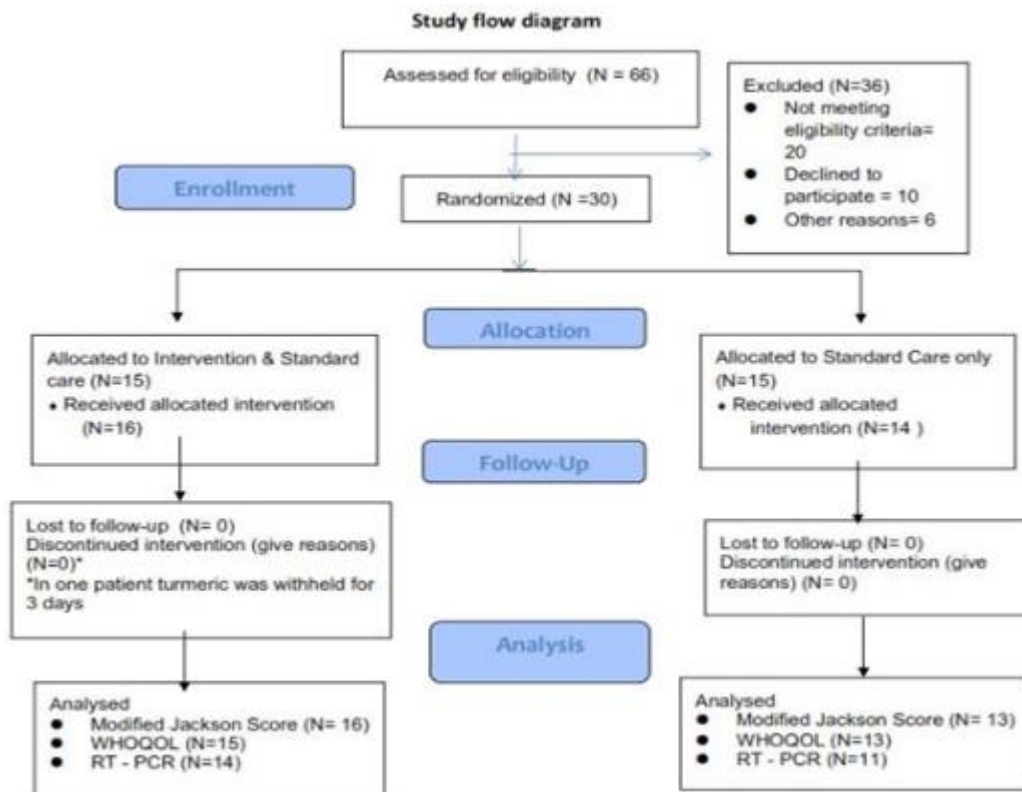 Study flow diagram
Assessed for eligibility (N = 66)
Excluded (N=36)
● Not meeting
eligibility criteria=
20
● Declined to
participate = 10
● Other reasons= 6
Enrollment
Randomized (N =30)
Allocation
Allocated to Intervention & Standard
care (N=15)
• Received allocated intervention
(N=16)
Allocated to Standard Care only
(N=15)
• Received allocated
intervention (N=14 )
Follow-Up
Lost to follow-up (N= 0)
Discontinued intervention (give reasons)
(N=0)*
*In one patient turmeric was withheld for
3 days
Lost to follow-up (N= 0)
Discontinued intervention (give
reasons) (N= 0)
Analysis
Analysed
● Modified Jackson Score (N= 16)
● WHOQOL (N=15)
● RT - PCR (N=14)
Analysed
● Modified Jackson Score (N= 13)
● WHOQOL (N=13)
● RT - PCR (N=11)